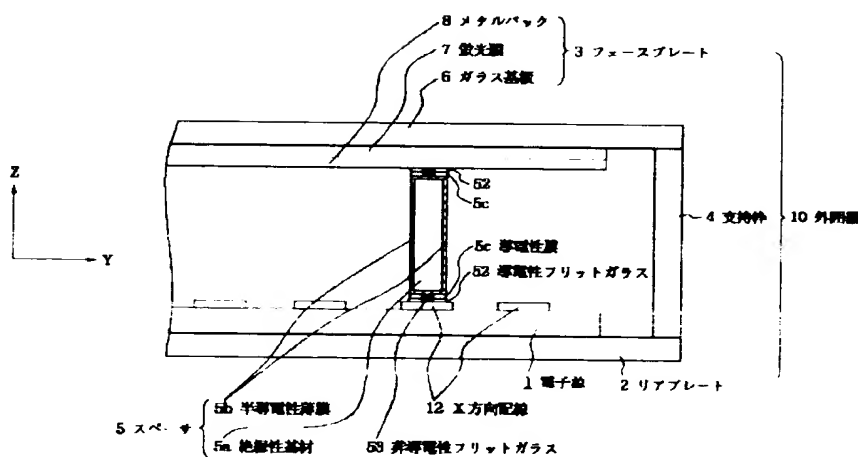 8 メタルバック
7 蛍光膜
3 フェースプレート
6 ガラス基板
Z
Y
52
5c
4 支持枠
10 外囲器
5c 導電性膜
52 導電性フリットガラス
1 電子線
2 リアプレート
5b 半導電性薄膜
12 X方向配線
5 スペーサ
5a 絶縁性基材
53 非導電性フリットガラス